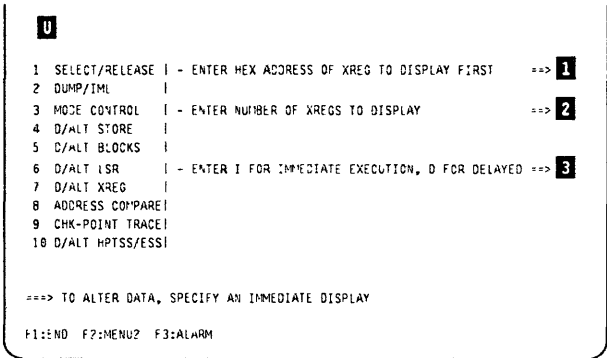 U
1 SELECT/RELEASE | - ENTER HEX ADDRESS OF XREG TO DISPLAY FIRST ==> 1
2 DUMP/IML |
3 MODE CONTROL | - ENTER NUMBER OF XREGS TO DISPLAY ==> 2
4 D/ALT STORE |
5 D/ALT BLOCKS |
6 D/ALT LSR | - ENTER I FOR IMMEDIATE EXECUTION, D FOR DELAYED ==> 3
7 D/ALT XREG |
8 ADDRESS COMPARE|
9 CHK-POINT TRACE|
10 D/ALT HPTSS/ESS|
===> TO ALTER DATA, SPECIFY AN IMMEDIATE DISPLAY
F1:END F2:MENU2 F3:ALARM